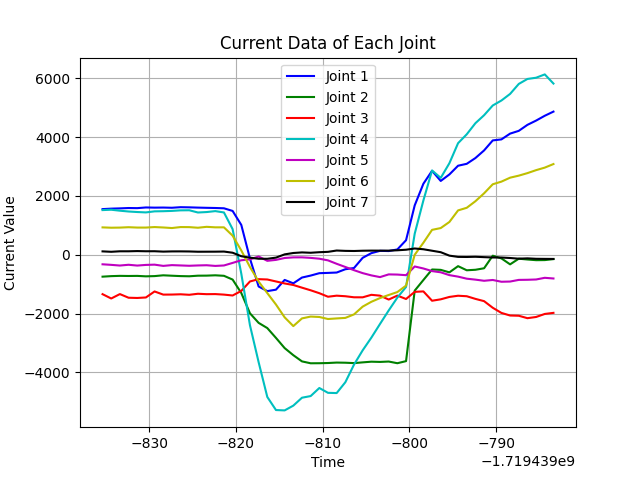 Current Data of Each Joint
Current Value
6000
4000
2000
0
−2000
−4000
Joint 1
Joint 2
Joint 3
Joint 4
Joint 5
Joint 6
Joint 7
−830 −820 −810 −800 −790
Time
−1.719439e9